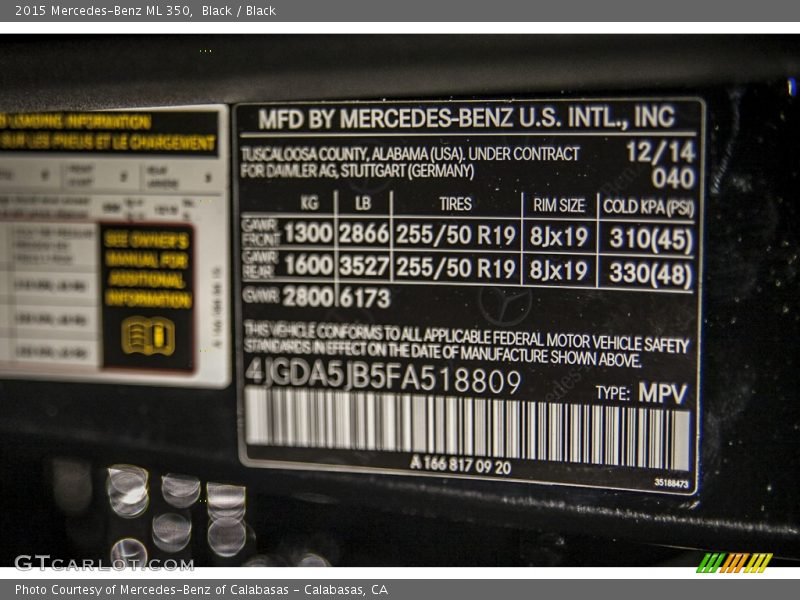 2015 Mercedes-Benz ML 350, Black / Black
LOADING INFORMATION
SUR LES PNEUS ET LE CHARGEMENT
SEE OWNER'S
MANUAL FOR
ADDITIONAL
INFORMATION
MFD BY MERCEDES-BENZ U.S. INTL., INC
TUSCALOOSA COUNTY, ALABAMA (USA). UNDER CONTRACT
FOR DAIMLER AG, STUTTGART (GERMANY)
12/14
040
KG LB TIRES RIM SIZE COLD KPA(PSI)
GAWR FRONT 1300 2866 255/50 R19 8Jx19 310(45)
GAWR REAR 1600 3527 255/50 R19 8Jx19 330(48)
GVWR 2800 6173
THIS VEHICLE CONFORMS TO ALL APPLICABLE FEDERAL MOTOR VEHICLE SAFETY
STANDARDS IN EFFECT ON THE DATE OF MANUFACTURE SHOWN ABOVE.
4JGDA5JB5FA518809
TYPE: MPV
A 166 817 09 20
35188473
GTCARLOT.COM
Photo Courtesy of Mercedes-Benz of Calabasas - Calabasas, CA